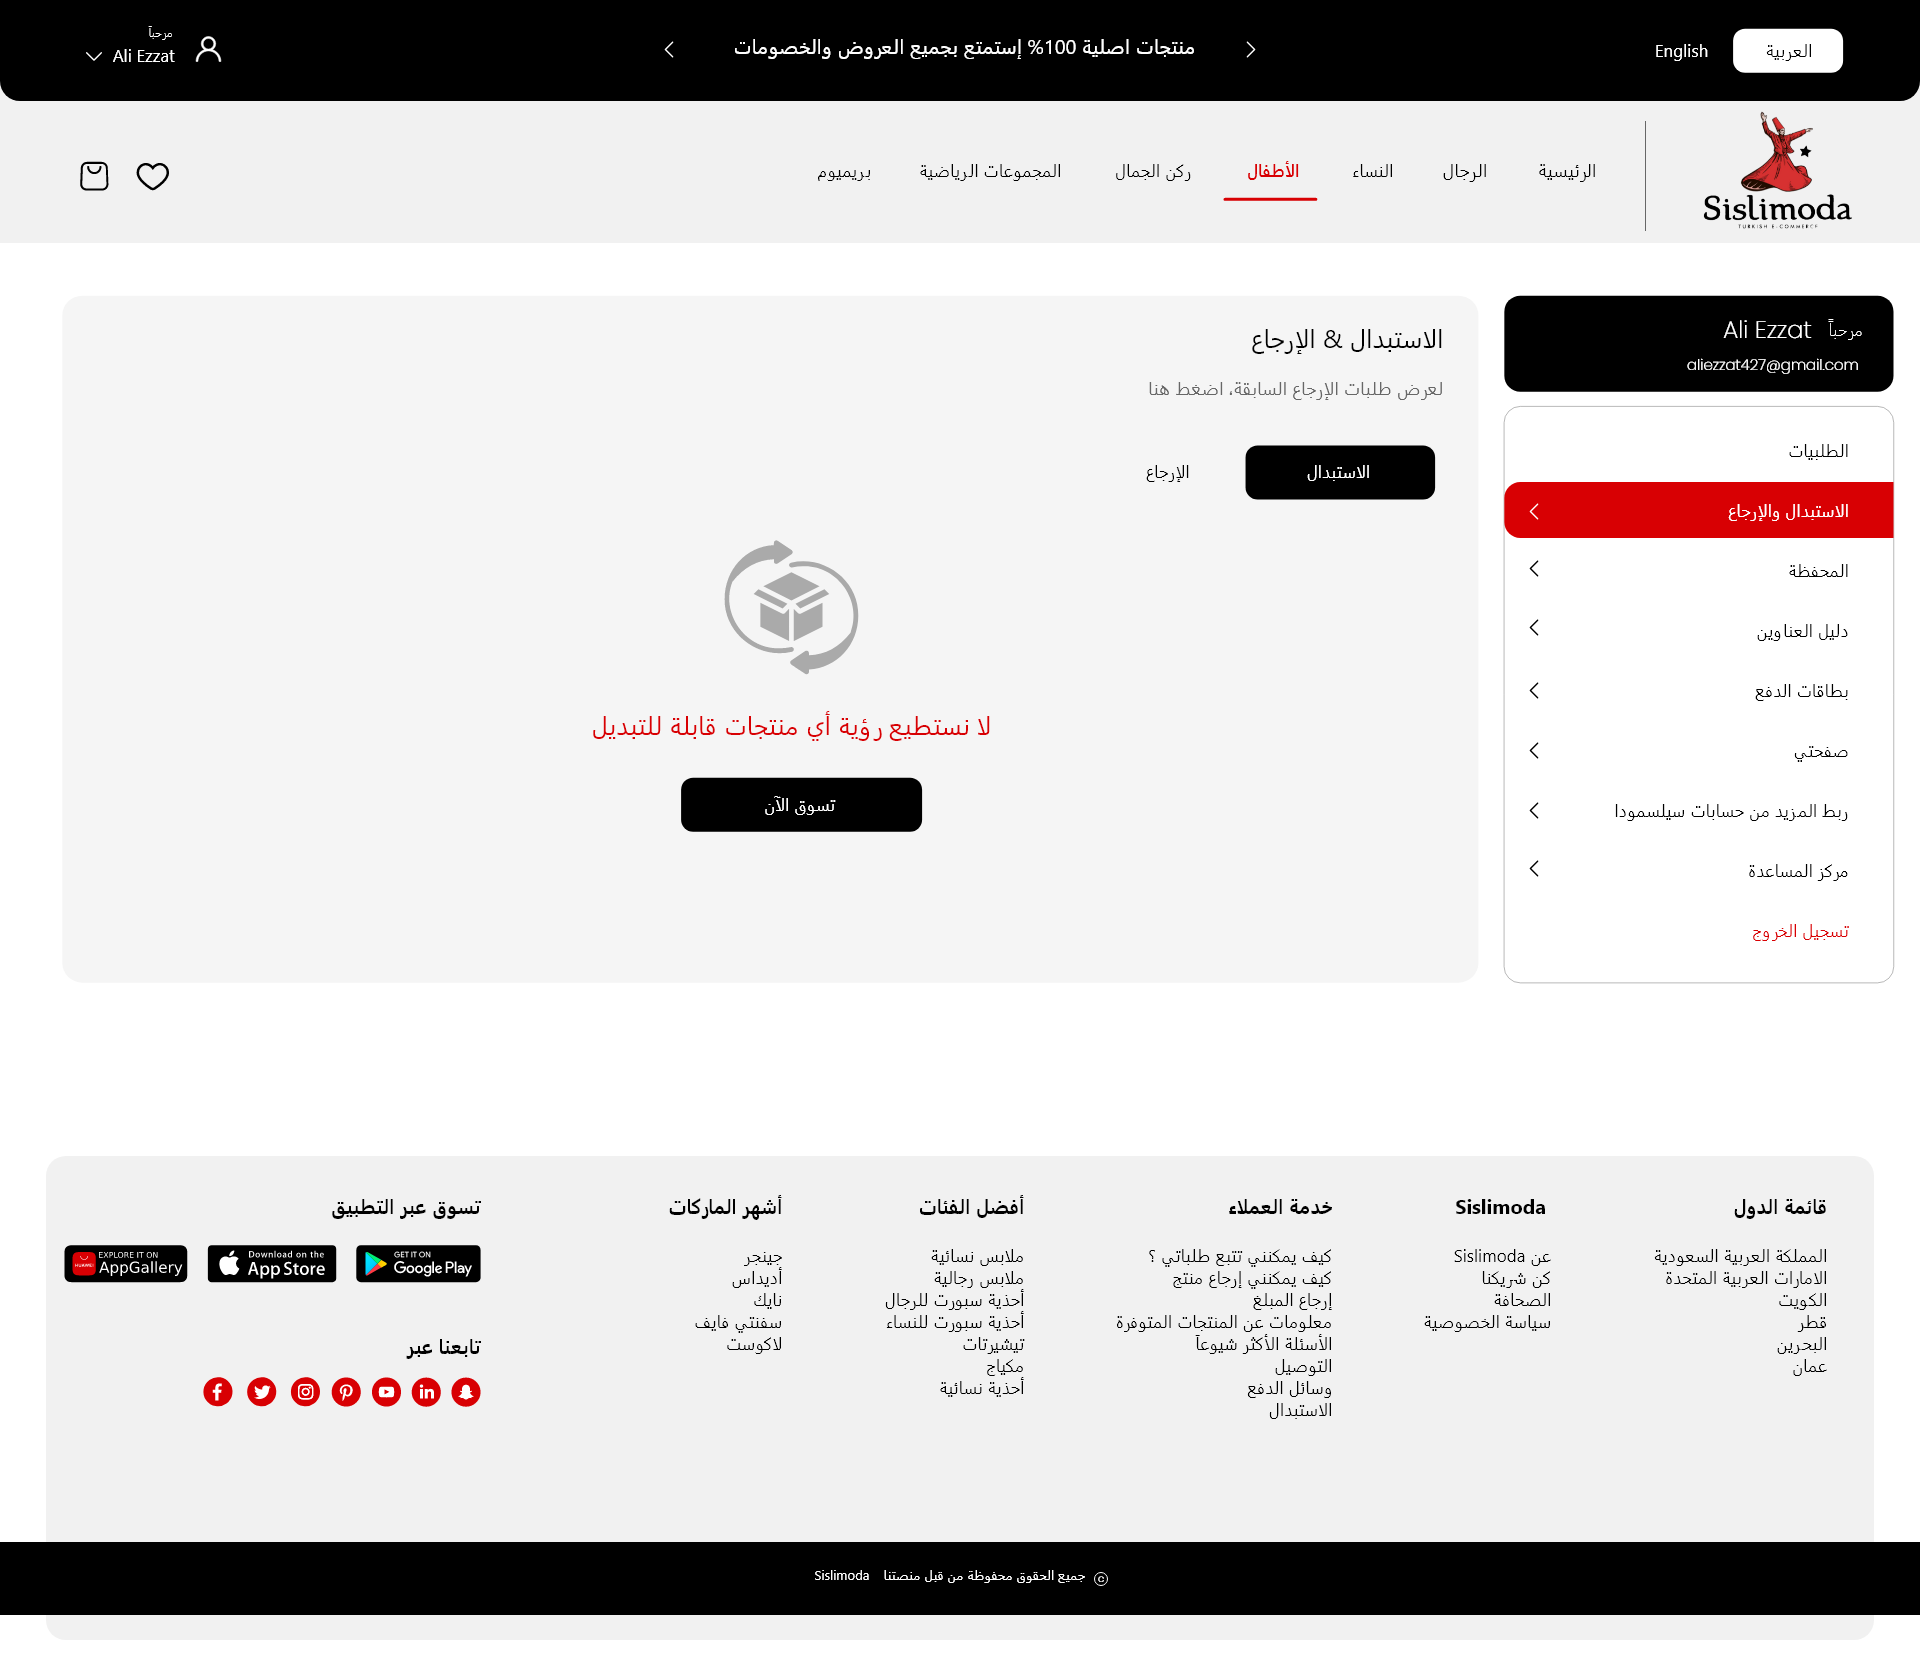 العربية
English
منتجات اصلية 100% إستمتع بجميع العروض والخصومات
مرحباً
Ali Ezzat
Sislimoda
TURKISH E-COMMERCE
الرئيسية
الرجال
النساء
الأطفال
ركن الجمال
المجموعات الرياضية
بريميوم
مرحباً Ali Ezzat
aliezzat427@gmail.com
الطلبيات
الاستبدال والإرجاع
المحفظة
دليل العناوين
بطاقات الدفع
صفحتي
ربط المزيد من حسابات سيلسمودا
مركز المساعدة
تسجيل الخروج
الاستبدال & الإرجاع
لعرض طلبات الإرجاع السابقة، اضغط هنا
الاستبدال
الإرجاع
لا نستطيع رؤية أي منتجات قابلة للتبديل
تسوق الآن
قائمة الدول
المملكة العربية السعودية
الامارات العربية المتحدة
الكويت
قطر
البحرين
عمان
Sislimoda
عن Sislimoda
كن شريكنا
الصحافة
سياسة الخصوصية
خدمة العملاء
كيف يمكنني تتبع طلباتي ؟
كيف يمكنني إرجاع منتج
إرجاع المبلغ
معلومات عن المنتجات المتوفرة
الأسئلة الأكثر شيوعاً
التوصيل
وسائل الدفع
الاستبدال
أفضل الفئات
ملابس نسائية
ملابس رجالية
أحذية سبورت للرجال
أحذية سبورت للنساء
تيشيرتات
مكياج
أحذية نسائية
أشهر الماركات
جينجر
أديداس
نايك
سفنتي فايف
لاكوست
تسوق عبر التطبيق
GET IT ON
Google Play
Download on the
App Store
EXPLORE IT ON
AppGallery
HUAWEI
تابعنا عبر
© جميع الحقوق محفوظة من قبل منصتنا Sislimoda